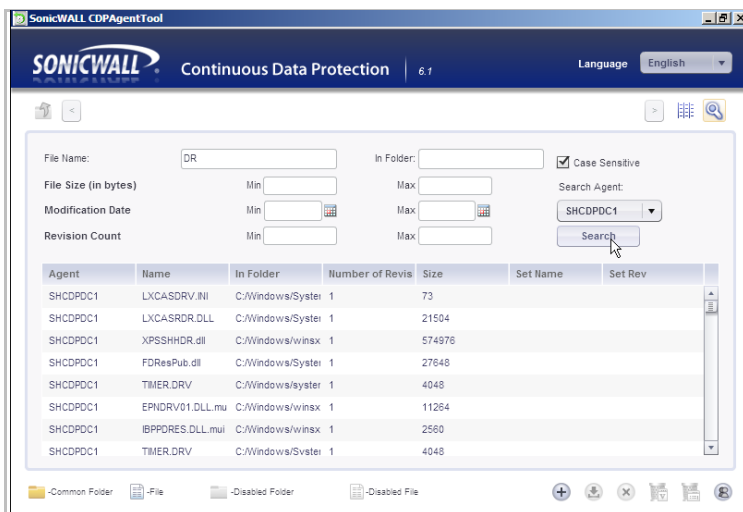 SonicWALL CDPAgentTool
SONICWALL Continuous Data Protection 6.1 Language English
< >
File Name: DR In Folder: Case Sensitive
File Size (in bytes) Min Max Search Agent:
Modification Date Min Max SHCDPDC1
Revision Count Min Max Search
Agent Name In Folder Number of Revis Size Set Name Set Rev
SHCDPDC1 LXCASDRV.INI C:/Windows/System 1 73
SHCDPDC1 LXCASRDR.DLL C:/Windows/System 1 21504
SHCDPDC1 XPSSHHDR.dll C:/Windows/winsx 1 574976
SHCDPDC1 FDResPub.dll C:/Windows/System 1 27648
SHCDPDC1 TIMER.DRV C:/Windows/system 1 4048
SHCDPDC1 EPNDRV01.DLL.mu C:/Windows/winsx 1 11264
SHCDPDC1 IBPPDRES.DLL.mui C:/Windows/winsx 1 2560
SHCDPDC1 TIMER.DRV C:/Windows/System 1 4048
-Common Folder -File -Disabled Folder -Disabled File